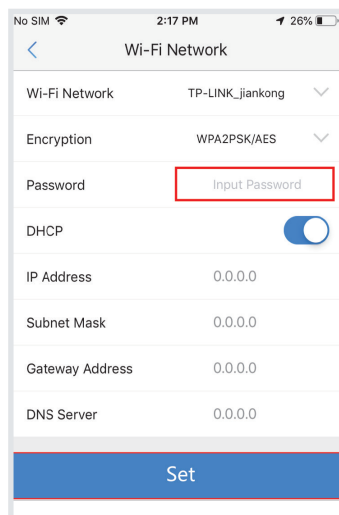 No SIM 2:17 PM 26%
Wi-Fi Network
Wi-Fi Network TP-LINK_jiankong
Encryption WPA2PSK/AES
Password Input Password
DHCP
IP Address 0.0.0.0
Subnet Mask 0.0.0.0
Gateway Address 0.0.0.0
DNS Server 0.0.0.0
Set